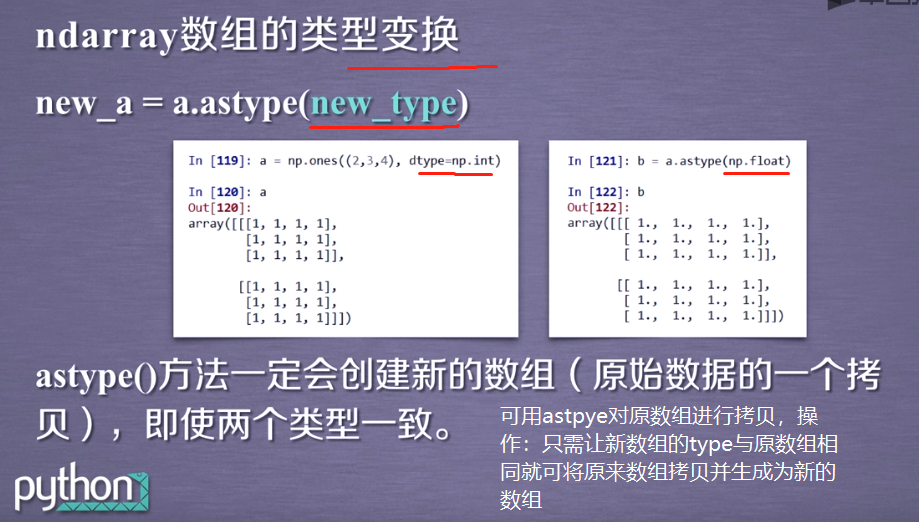 ndarray数组的类型变换
new_a = a.astype(new_type)
In [119]: a = np.ones((2,3,4), dtype=np.int)
In [120]: a
Out[120]:
array([[[1, 1, 1, 1],
[1, 1, 1, 1],
[1, 1, 1, 1]],
[[1, 1, 1, 1],
[1, 1, 1, 1],
[1, 1, 1, 1]]])
In [121]: b = a.astype(np.float)
In [122]: b
Out[122]:
array([[[ 1., 1., 1., 1.],
[ 1., 1., 1., 1.],
[ 1., 1., 1., 1.]],
[[ 1., 1., 1., 1.],
[ 1., 1., 1., 1.],
[ 1., 1., 1., 1.]]])
astype()方法一定会创建新的数组（原始数据的一个拷
贝），即使两个类型一致。
可用astpye对原数组进行拷贝，操
作：只需让新数组的type与原数组相
同就可将原来数组拷贝并生成为新的
数组
python